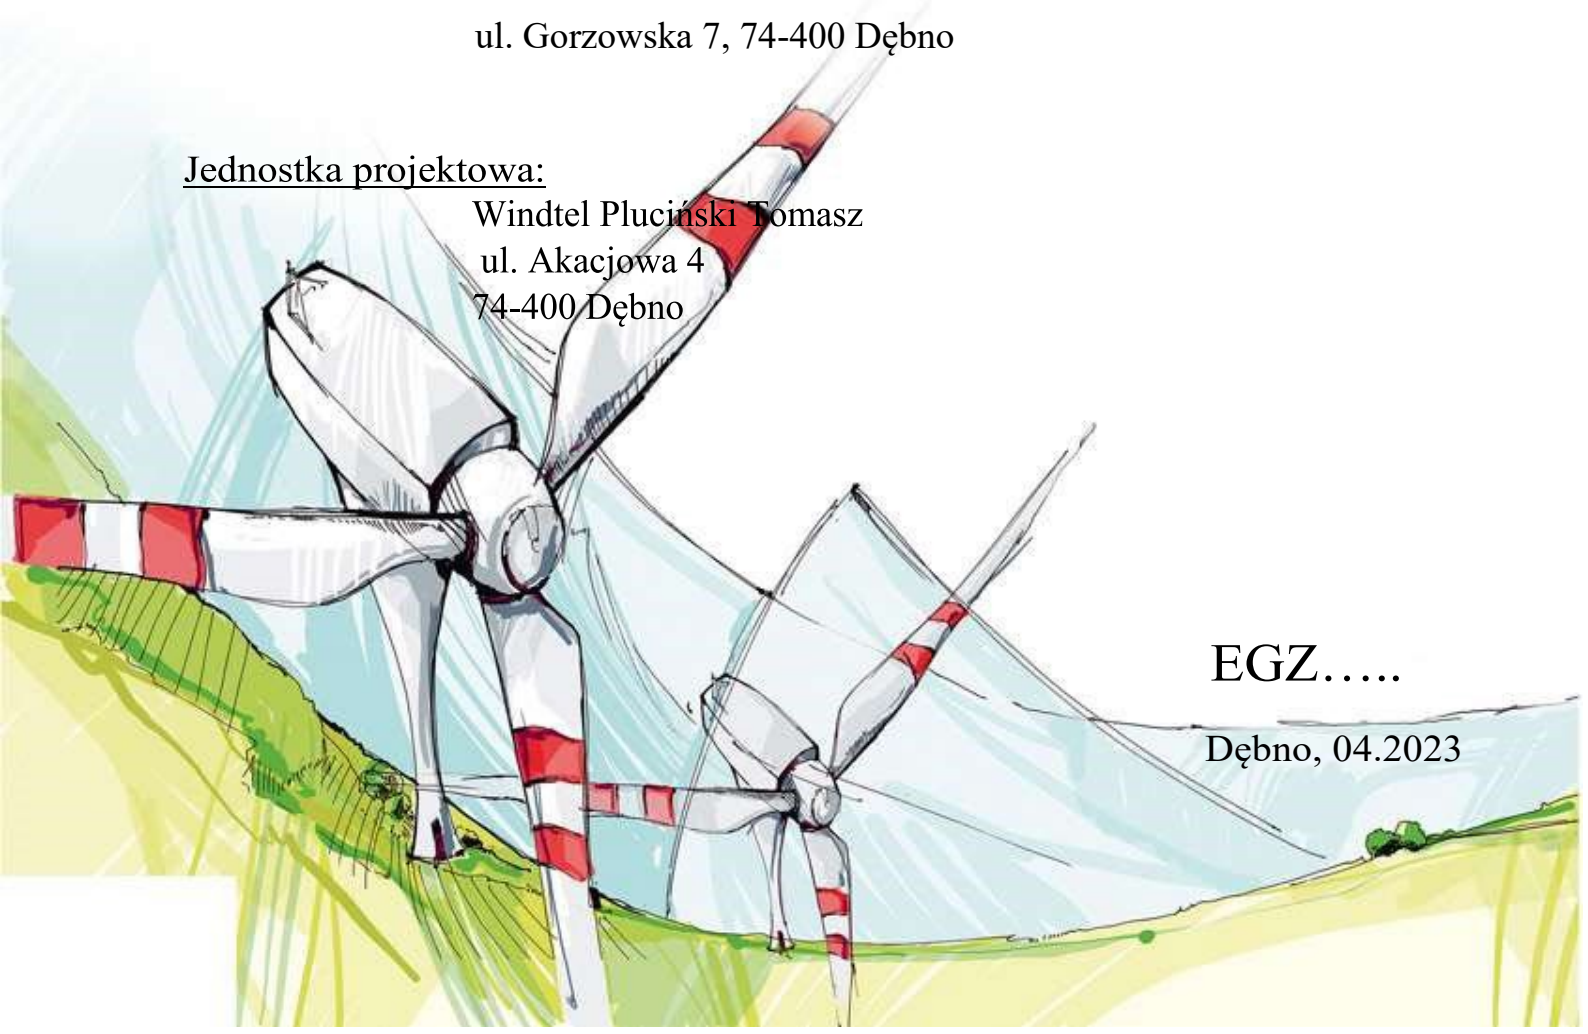 ul. Gorzowska 7, 74-400 Dębno
Jednostka projektowa:
Windtel Pluciński Tomasz
ul. Akacjowa 4
74-400 Dębno
EGZ…..
Dębno, 04.2023